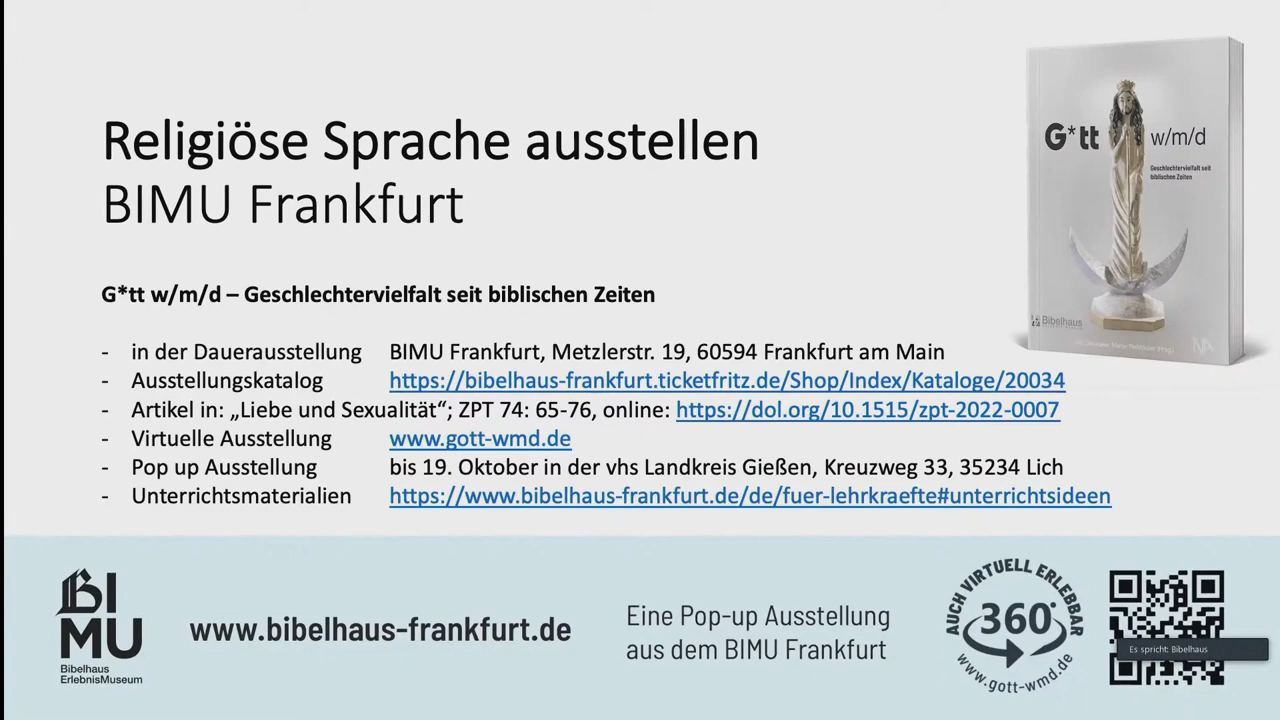 Religiöse Sprache ausstellen
BIMU Frankfurt
G*tt w/m/d
Geschlechtervielfalt seit
biblischen Zeiten
Bibelhaus
G*tt w/m/d – Geschlechtervielfalt seit biblischen Zeiten
- in der Dauerausstellung BIMU Frankfurt, Metzlerstr. 19, 60594 Frankfurt am Main
- Ausstellungskatalog https://bibelhaus-frankfurt.ticketfritz.de/Shop/Index/Kataloge/20034
- Artikel in: „Liebe und Sexualität“; ZPT 74: 65-76, online: https://dol.org/10.1515/zpt-2022-0007
- Virtuelle Ausstellung www.gott-wmd.de
- Pop up Ausstellung bis 19. Oktober in der vhs Landkreis Gießen, Kreuzweg 33, 35234 Lich
- Unterrichtsmaterialien https://www.bibelhaus-frankfurt.de/de/fuer-lehrkraefte#unterrichtsideen
BI
MU
Bibelhaus
ErlebnisMuseum
www.bibelhaus-frankfurt.de
Eine Pop-up Ausstellung
aus dem BIMU Frankfurt
AUCH VIRTUELL ERLEBBAR
360°
www.gott-wmd.de
Es spricht: Bibelhaus